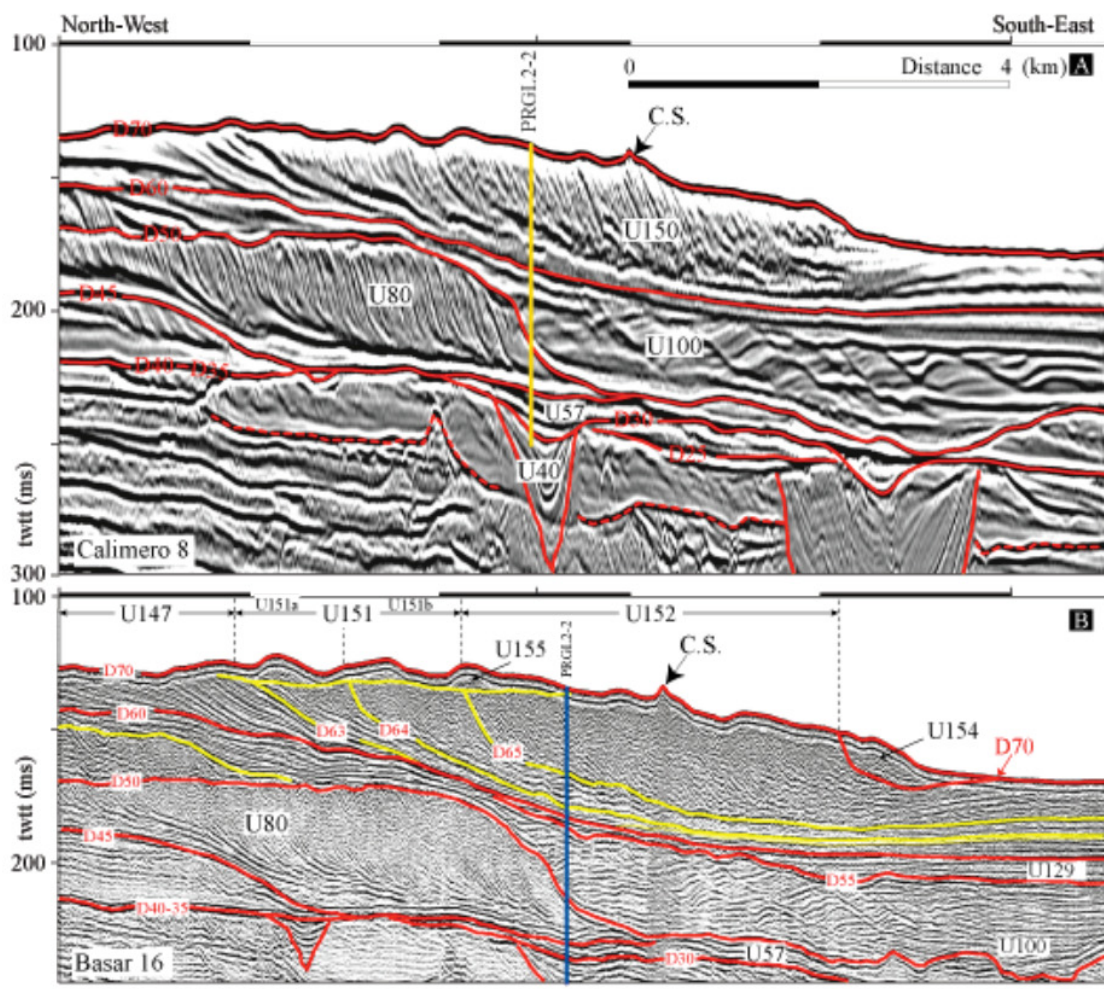 North-West South-East
100
0 Distance 4 (km) A
PRGL2-2
C.S.
D70
D60
U150
D50
U80
200
D45
U100
D40 D35
U57
D30
D25
U40
twtt (ms)
Calimero 8
300
100
U147 U151a U151 U151b U152 B
PRGL2-2
C.S.
U155
D70
D60
D63 D64
D65
U154
D70
D50
U80
D45
twtt (ms)
200
U129
D55
D40-35
U57
D30
U100
Basar 16